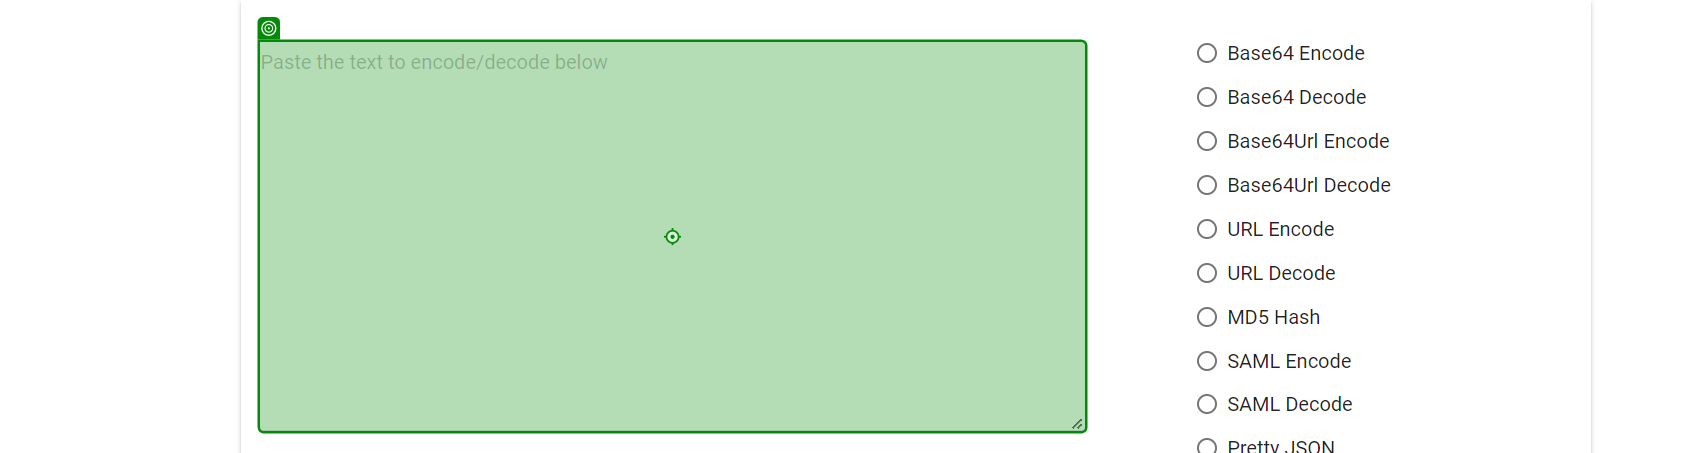 Paste the text to encode/decode below
Base64 Encode
Base64 Decode
Base64Url Encode
Base64Url Decode
URL Encode
URL Decode
MD5 Hash
SAML Encode
SAML Decode
Pretty JSON